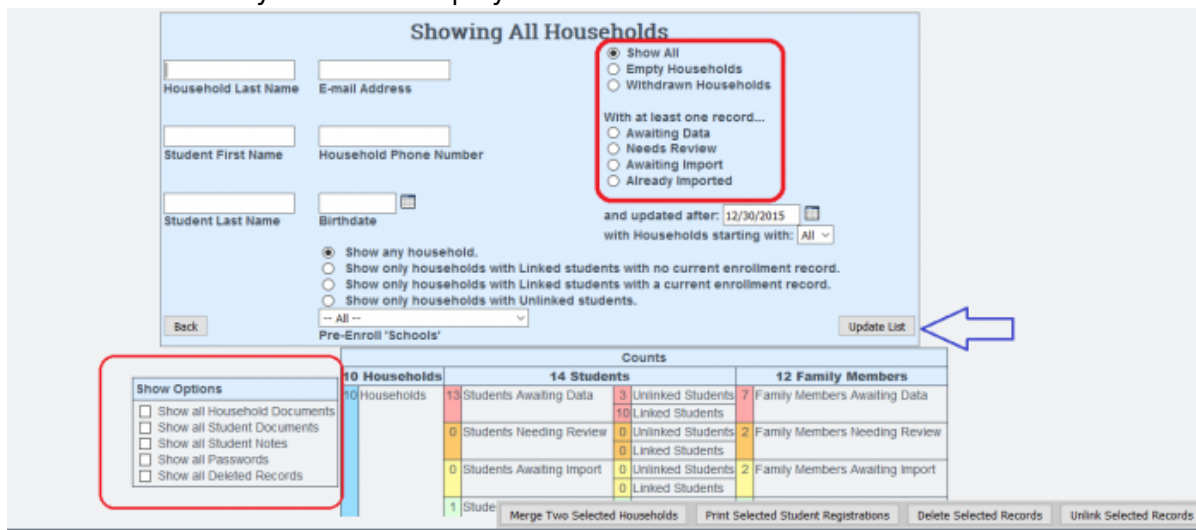 Showing All Households
Show All
Empty Households
Withdrawn Households
Household Last Name
E-mail Address
With at least one record...
Awaiting Data
Needs Review
Awaiting Import
Already Imported
Student First Name
Household Phone Number
Student Last Name
Birthdate
and updated after: 12/30/2015
with Households starting with: All
Show any household.
Show only households with Linked students with no current enrollment record.
Show only households with Linked students with a current enrollment record.
Show only households with Unlinked students.
-- All --
Back
Pre-Enroll 'Schools'
Update List
Counts
10 Households 14 Students 12 Family Members
10 Households 13 Students Awaiting Data 3 Unlinked Students 7 Family Members Awaiting Data
10 Linked Students
0 Students Needing Review 0 Unlinked Students 2 Family Members Needing Review
0 Linked Students
0 Students Awaiting Import 0 Unlinked Students 2 Family Members Awaiting Import
0 Linked Students
1 Stude
Show Options
Show all Household Documents
Show all Student Documents
Show all Student Notes
Show all Passwords
Show all Deleted Records
Merge Two Selected Households Print Selected Student Registrations Delete Selected Records Unlink Selected Records